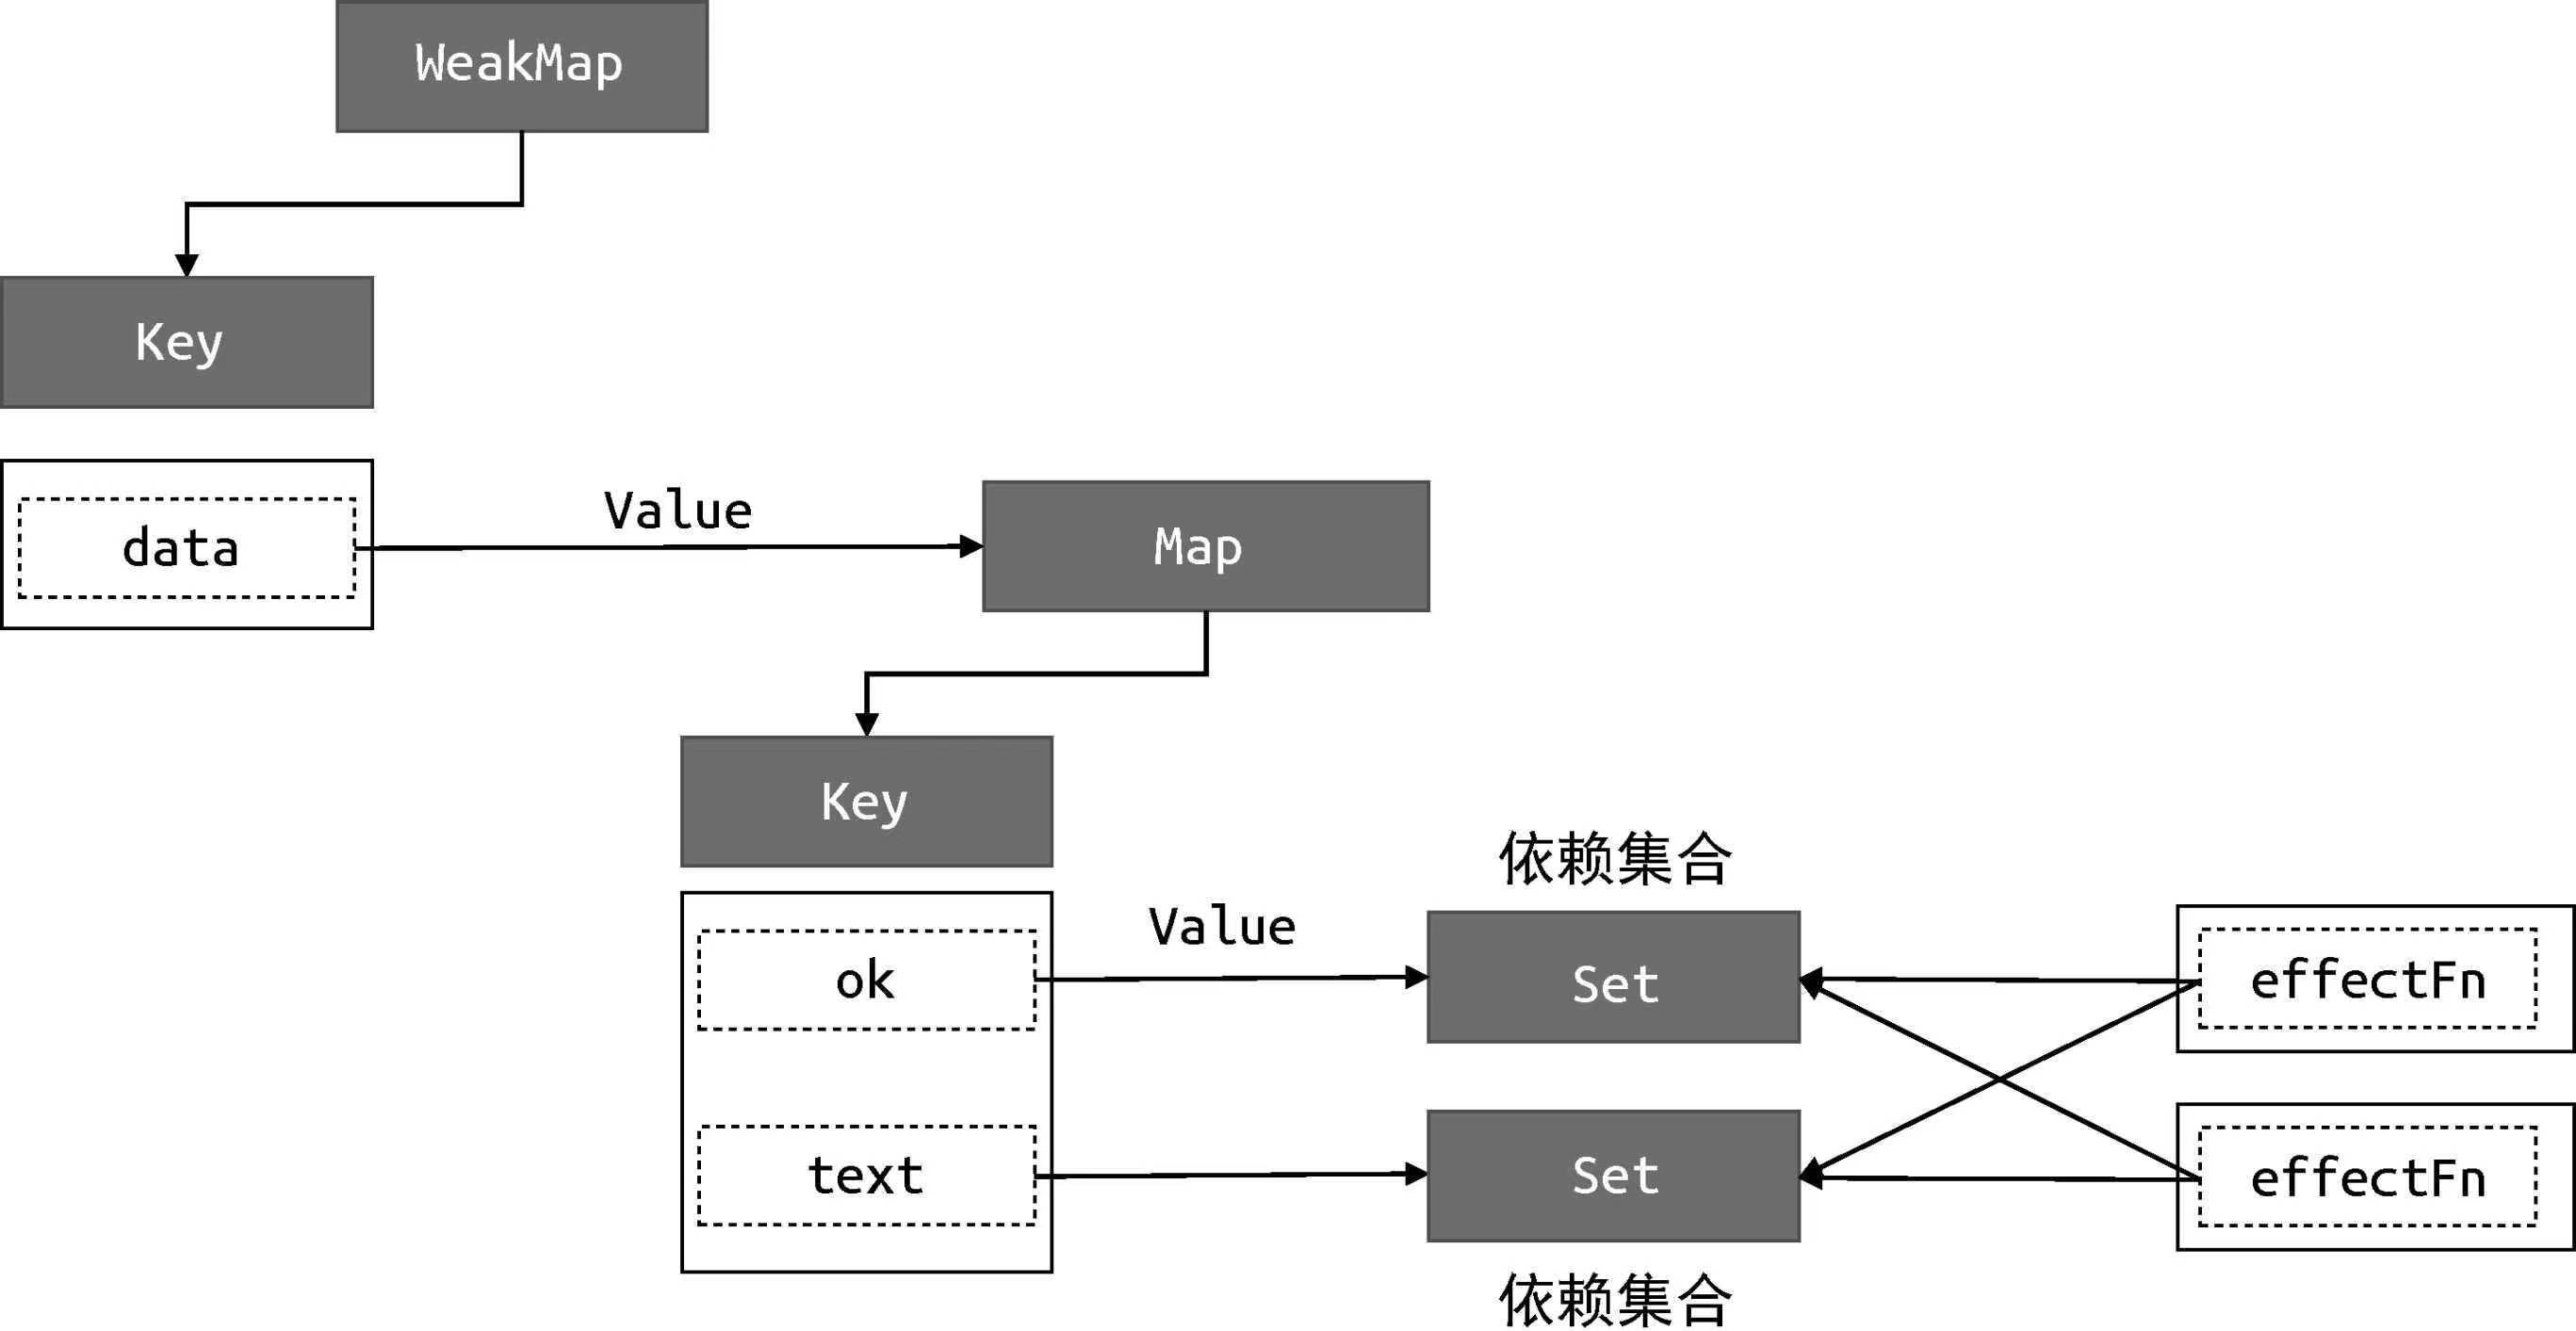 WeakMap
Key
data
Value
Map
Key
ok
Value
依赖集合
Set
effectFn
text
Set
effectFn
依赖集合